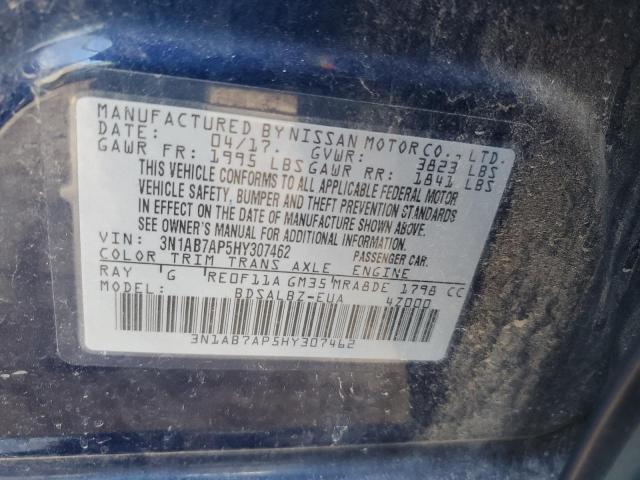 MANUFACTURED BY NISSAN MOTOR CO., LTD.
DATE: 04/17 GVWR: 3823 LBS
GAWR FR: 1995 LBS GAWR RR: 1841 LBS
THIS VEHICLE CONFORMS TO ALL APPLICABLE FEDERAL MOTOR
VEHICLE SAFETY, BUMPER AND THEFT PREVENTION STANDARDS
IN EFFECT ON THE DATE OF MANUFACTURE SHOWN ABOVE.
SEE OWNER'S MANUAL FOR ADDITIONAL INFORMATION.
VIN: 3N1AB7AP5HY307462 PASSENGER CAR
COLOR TRIM TRANS AXLE ENGINE
RAY G RE0F11A GM35 MRA8DE 1798 CC
MODEL: BDSALBZ-EUA 4Z000
3N1AB7AP5HY307462